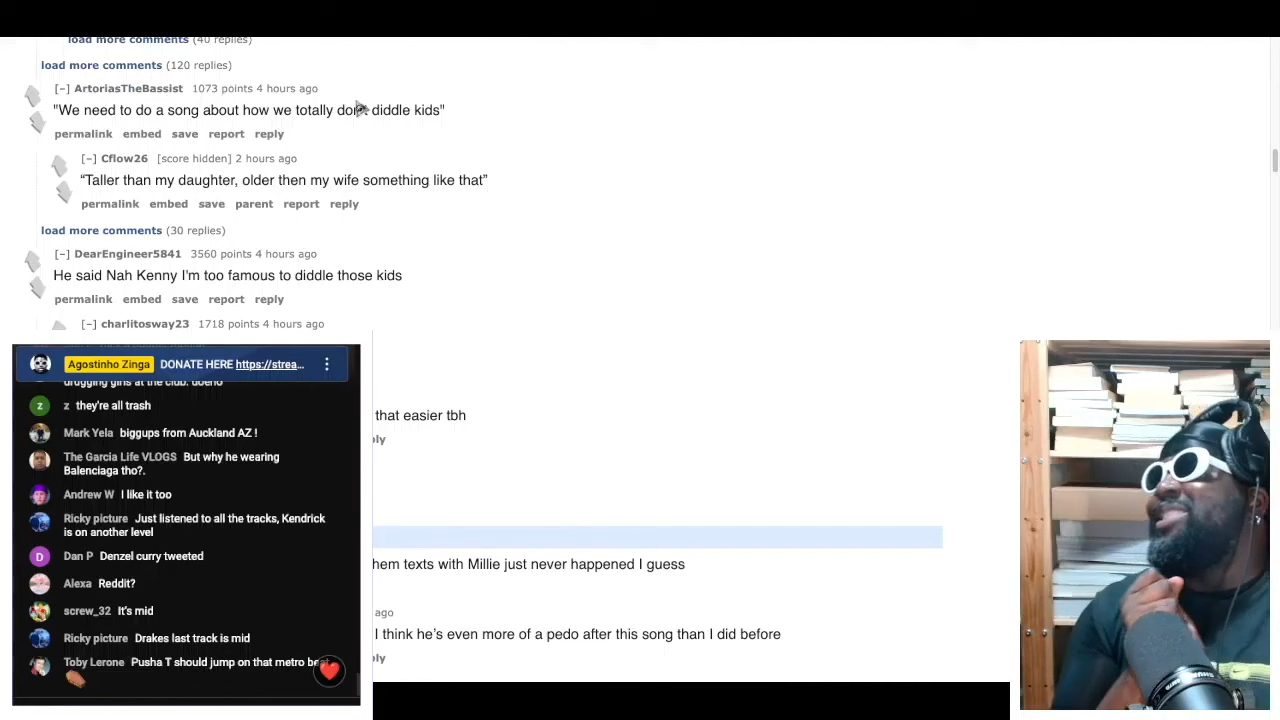 load more comments (40 replies)
load more comments (120 replies)
[–] ArtoriasTheBassist 1073 points 4 hours ago
"We need to do a song about how we totally don't diddle kids"
permalink embed save report reply
[–] Cflow26 [score hidden] 2 hours ago
“Taller than my daughter, older then my wife something like that”
permalink embed save parent report reply
load more comments (30 replies)
[–] DearEngineer5841 3560 points 4 hours ago
He said Nah Kenny I'm too famous to diddle those kids
permalink embed save report reply
[–] charlitosway23 1718 points 4 hours ago
Agostinho Zinga DONATE HERE https://strea...
drugging girls at the club. doeno
z they're all trash
Mark Yela biggups from Auckland AZ !
The Garcia Life VLOGS But why he wearing
Balenciaga tho?.
Andrew W I like it too
Ricky picture Just listened to all the tracks, Kendrick
is on another level
Dan P Denzel curry tweeted
Alexa Reddit?
screw_32 It's mid
Ricky picture Drakes last track is mid
Toby Lerone Pusha T should jump on that metro
that easier tbh
ply
hem texts with Millie just never happened I guess
ago
I think he's even more of a pedo after this song than I did before
ply